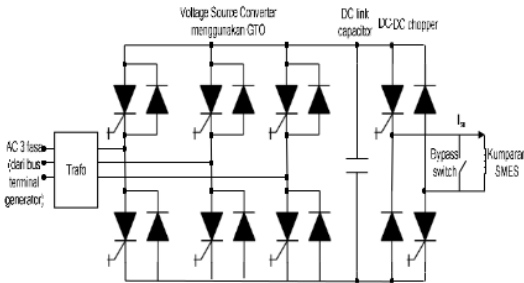 Voltage Source Converter
menggunakan GTO
DC link
capacitor
DC-DC chopper
AC 3 fasa
(dari bus
terminal
generator)
Trafo
Bypass
switch
Kumparan
SMES